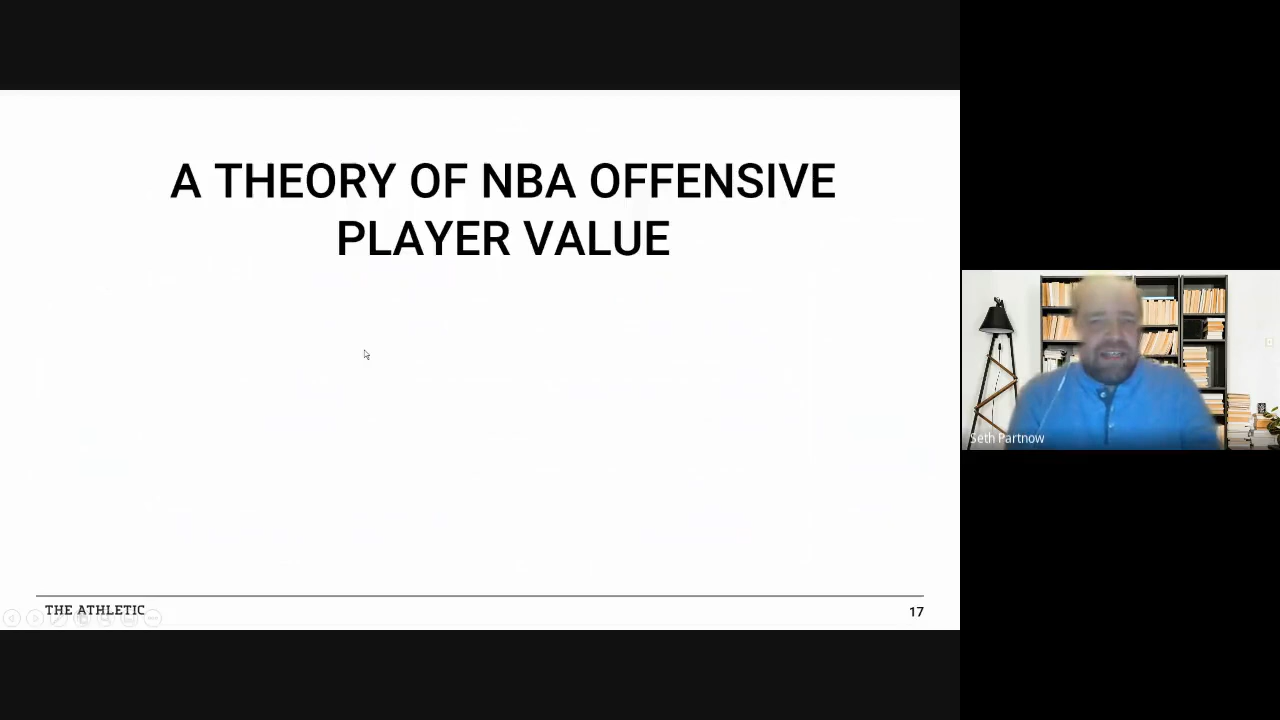 A THEORY OF NBA OFFENSIVE
PLAYER VALUE
Seth Partnow
THE ATHLETIC
17